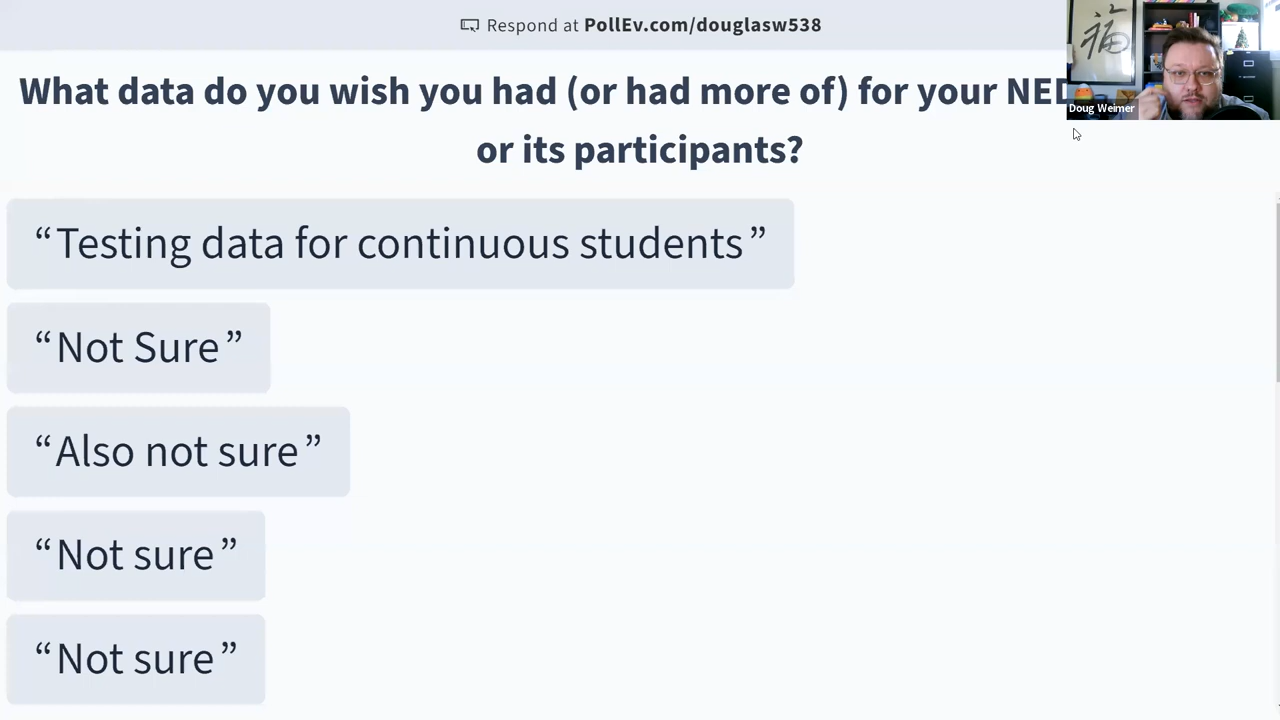 Respond at PollEv.com/douglasw538
What data do you wish you had (or had more of) for your
or its participants?
“Testing data for continuous students”
“Not Sure”
“Also not sure”
“Not sure”
“Not sure”
福
Doug Weimer